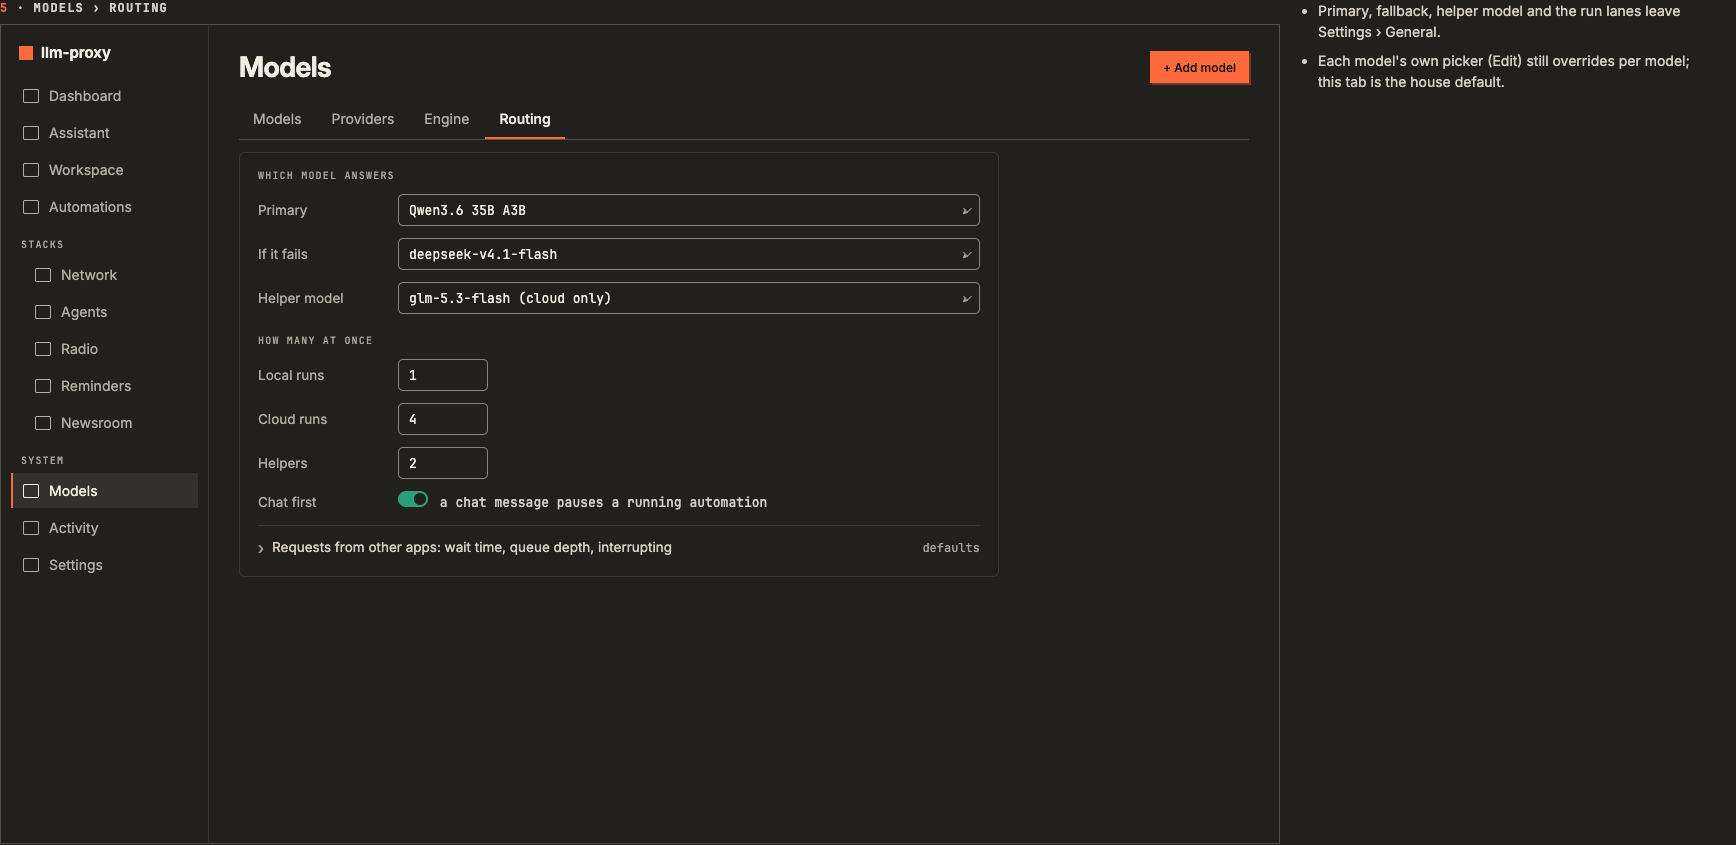 5 · MODELS › ROUTING
llm-proxy
Dashboard
Assistant
Workspace
Automations
STACKS
Network
Agents
Radio
Reminders
Newsroom
SYSTEM
Models
Activity
Settings
Models
+ Add model
Models Providers Engine Routing
WHICH MODEL ANSWERS
Primary Qwen3.6 35B A3B
If it fails deepseek-v4.1-flash
Helper model glm-5.3-flash (cloud only)
HOW MANY AT ONCE
Local runs 1
Cloud runs 4
Helpers 2
Chat first a chat message pauses a running automation
› Requests from other apps: wait time, queue depth, interrupting defaults
• Primary, fallback, helper model and the run lanes leave
Settings › General.
• Each model's own picker (Edit) still overrides per model;
this tab is the house default.